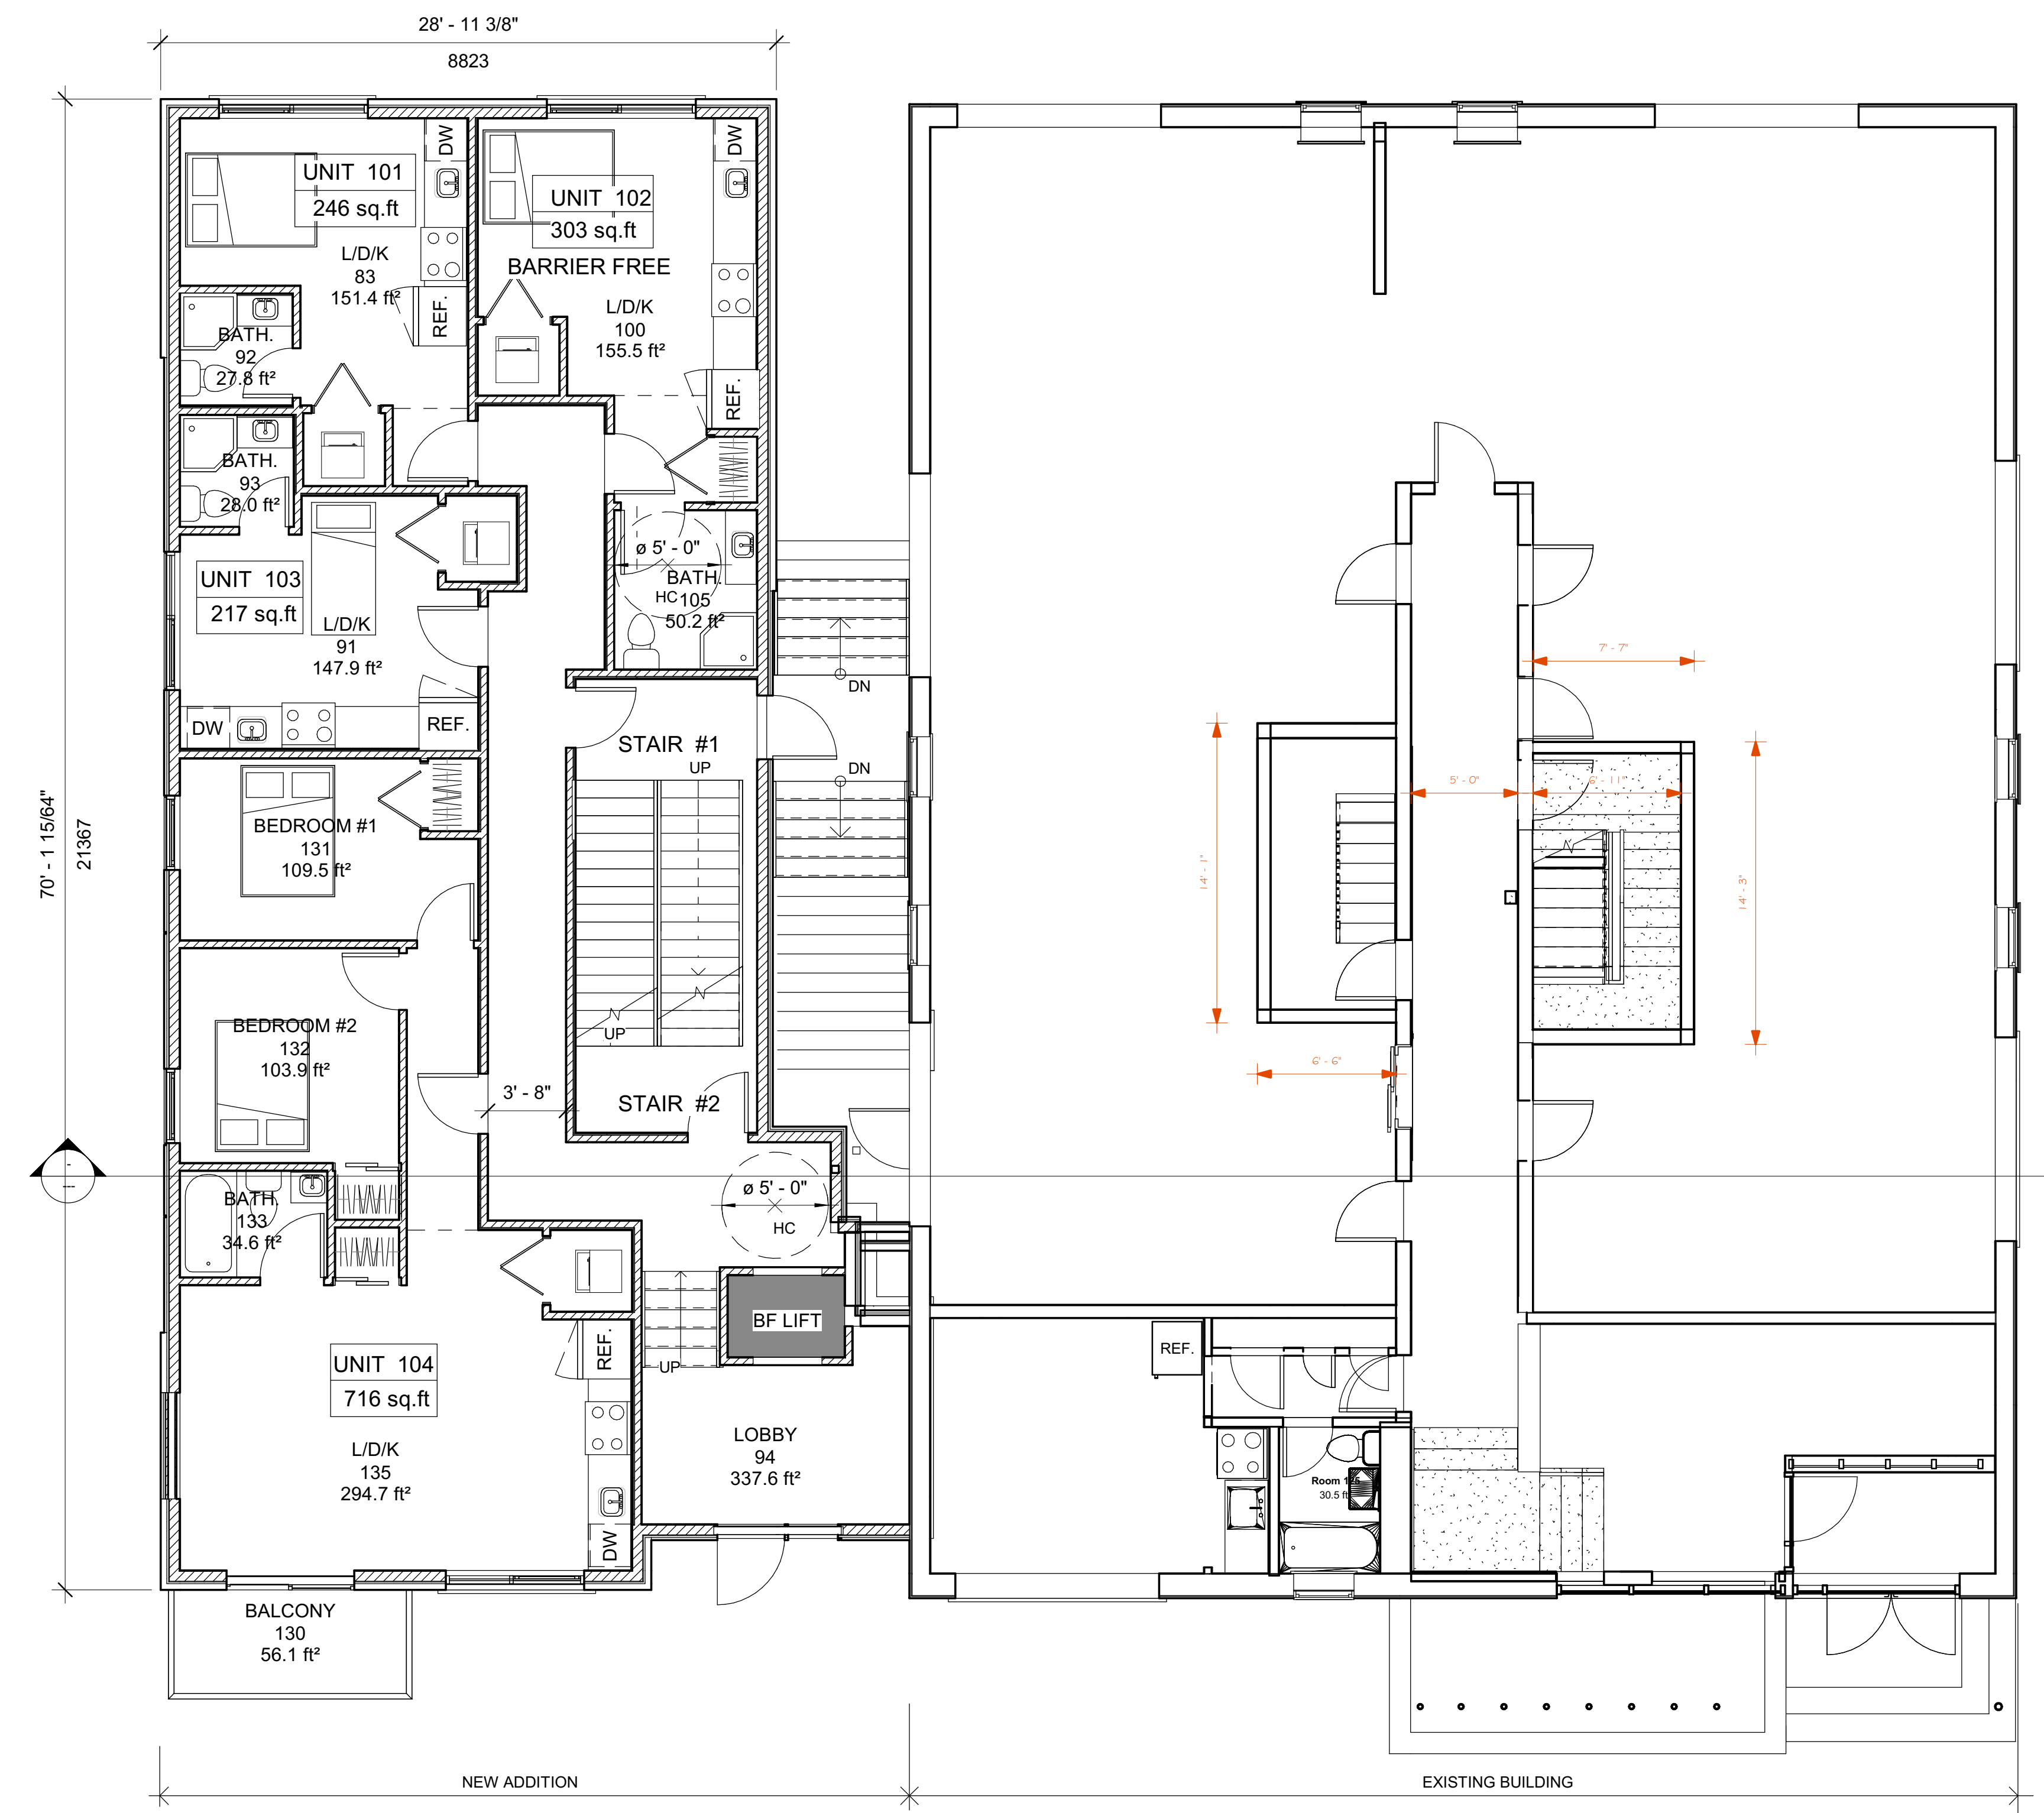 28' - 11 3/8"
8823
70' - 1 15/64"
21367
UNIT 101
246 sq.ft
DW
L/D/K
83
151.4 ft²
REF.
BATH.
92
27.8 ft²
UNIT 102
303 sq.ft
BARRIER FREE
DW
L/D/K
100
155.5 ft²
REF.
BATH.
93
28.0 ft²
UNIT 103
217 sq.ft
L/D/K
91
147.9 ft²
DW
REF.
ø 5' - 0"
BATH.
HC
105
50.2 ft²
DN
STAIR #1
UP
DN
BEDROOM #1
131
109.5 ft²
BEDROOM #2
132
103.9 ft²
UP
3' - 8"
STAIR #2
ø 5' - 0"
HC
BATH.
133
34.6 ft²
-
---
BF LIFT
UP
REF.
UNIT 104
716 sq.ft
L/D/K
135
294.7 ft²
DW
LOBBY
94
337.6 ft²
BALCONY
130
56.1 ft²
7' - 7"
5' - 0"
6' - 11"
14' - 1"
14' - 3"
6' - 6"
REF.
Room
30.5 ft
NEW ADDITION
EXISTING BUILDING